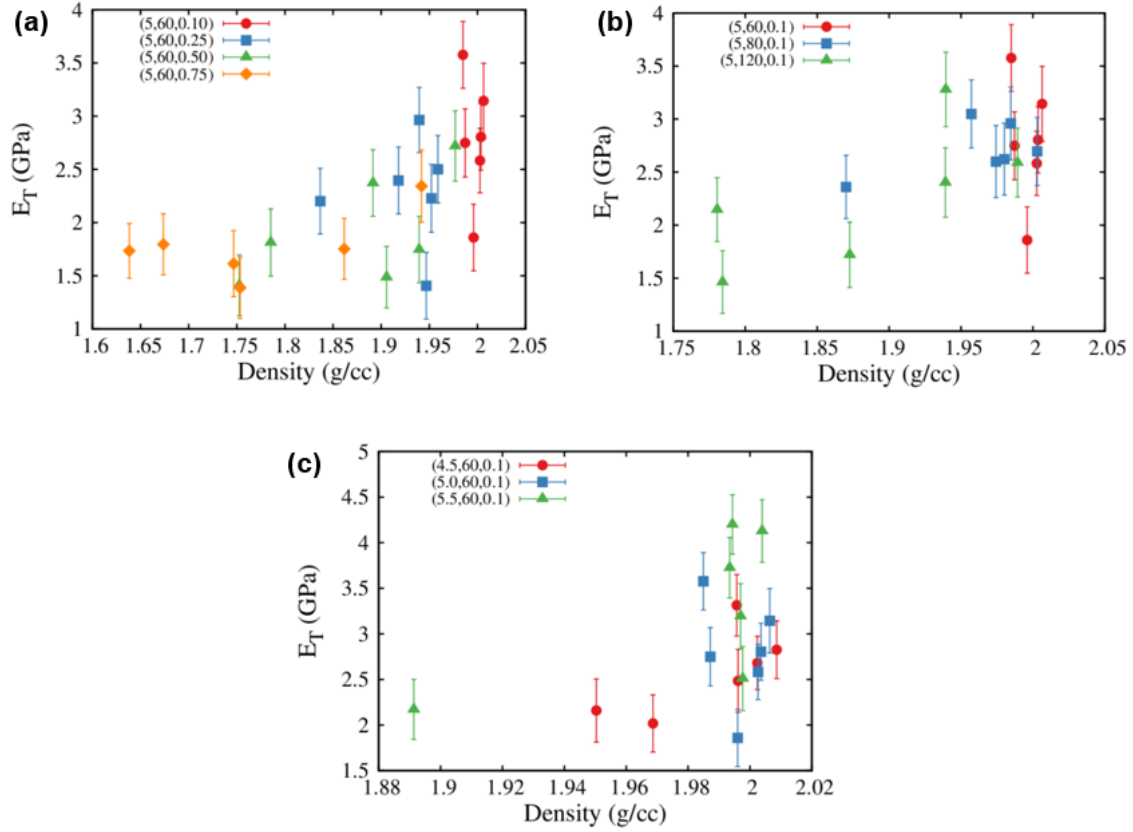 (a)
(5,60,0.10)
(5,60,0.25)
(5,60,0.50)
(5,60,0.75)
4
3.5
3
2.5
2
1.5
1
E_T (GPa)
1.6 1.65 1.7 1.75 1.8 1.85 1.9 1.95 2 2.05
Density (g/cc)
(b)
(5,60,0.1)
(5,80,0.1)
(5,120,0.1)
4
3.5
3
2.5
2
1.5
1
E_T (GPa)
1.75 1.8 1.85 1.9 1.95 2 2.05
Density (g/cc)
(c)
(4.5,60,0.1)
(5.0,60,0.1)
(5.5,60,0.1)
5
4.5
4
3.5
3
2.5
2
1.5
E_T (GPa)
1.88 1.9 1.92 1.94 1.96 1.98 2 2.02
Density (g/cc)